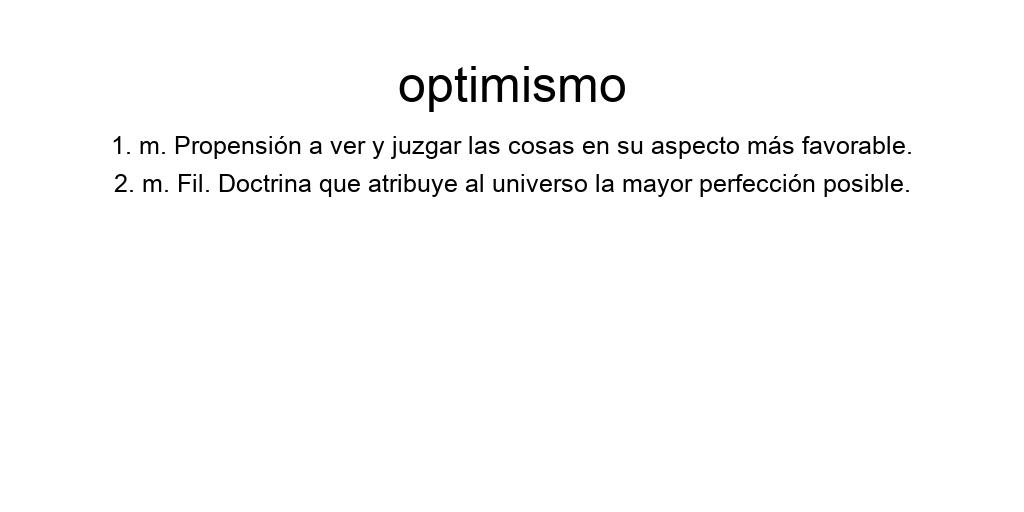 optimismo
1. m. Propensión a ver y juzgar las cosas en su aspecto más favorable.
2. m. Fil. Doctrina que atribuye al universo la mayor perfección posible.